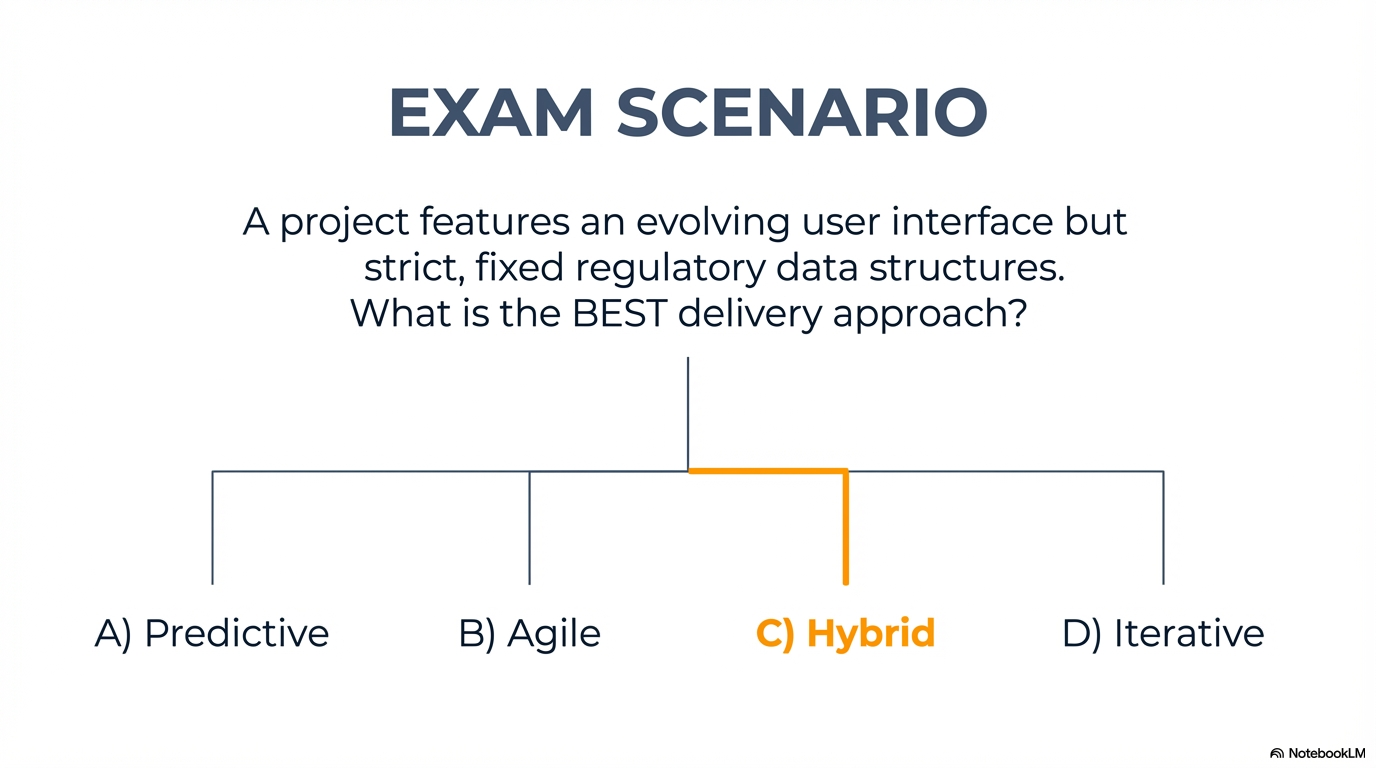 EXAM SCENARIO
A project features an evolving user interface but
strict, fixed regulatory data structures.
What is the BEST delivery approach?
A) Predictive
B) Agile
C) Hybrid
D) Iterative
NotebookLM